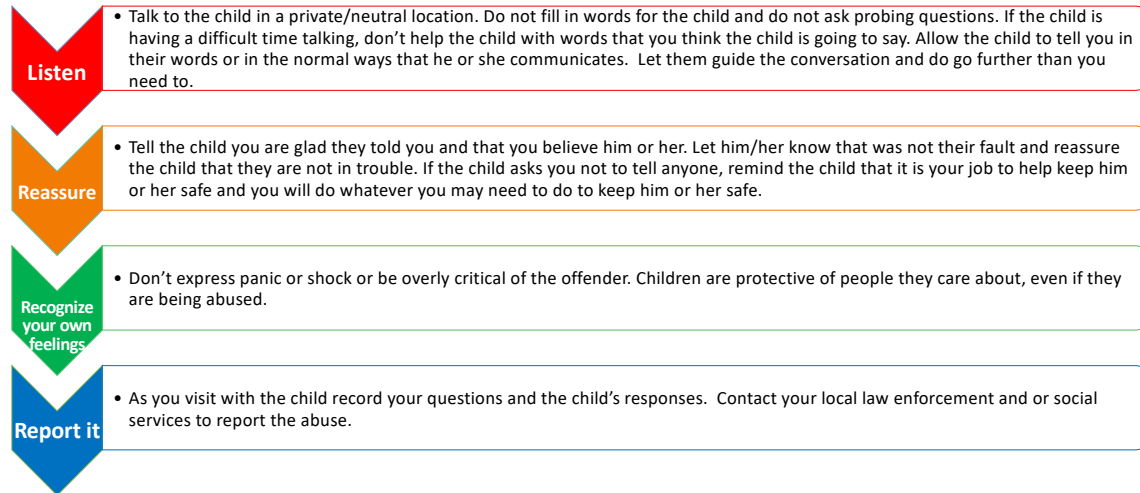 Listen
• Talk to the child in a private/neutral location. Do not fill in words for the child and do not ask probing questions. If the child is
having a difficult time talking, don’t help the child with words that you think the child is going to say. Allow the child to tell you in
their words or in the normal ways that he or she communicates.  Let them guide the conversation and do go further than you
need to.
Reassure
• Tell the child you are glad they told you and that you believe him or her. Let him/her know that was not their fault and reassure
the child that they are not in trouble. If the child asks you not to tell anyone, remind the child that it is your job to help keep him
or her safe and you will do whatever you may need to do to keep him or her safe.
Recognize
your own
feelings
• Don’t express panic or shock or be overly critical of the offender. Children are protective of people they care about, even if they
are being abused.
Report it
• As you visit with the child record your questions and the child’s responses.  Contact your local law enforcement and or social
services to report the abuse.